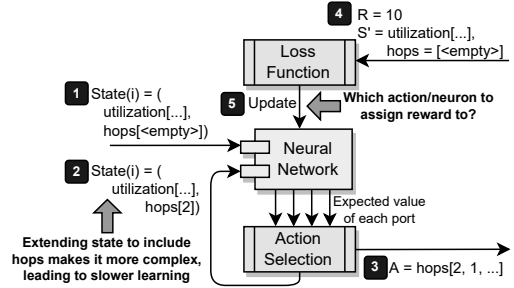 4 R = 10
S' = utilization[...],
hops = [<empty>]
Loss
Function
1 State(i) = (
utilization[...],
hops[<empty>])
5 Update
Which action/neuron to
assign reward to?
Neural
Network
2 State(i) = (
utilization[...],
hops[2])
Expected value
of each port
Extending state to include
hops makes it more complex,
leading to slower learning
Action
Selection
3 A = hops[2, 1, ...]